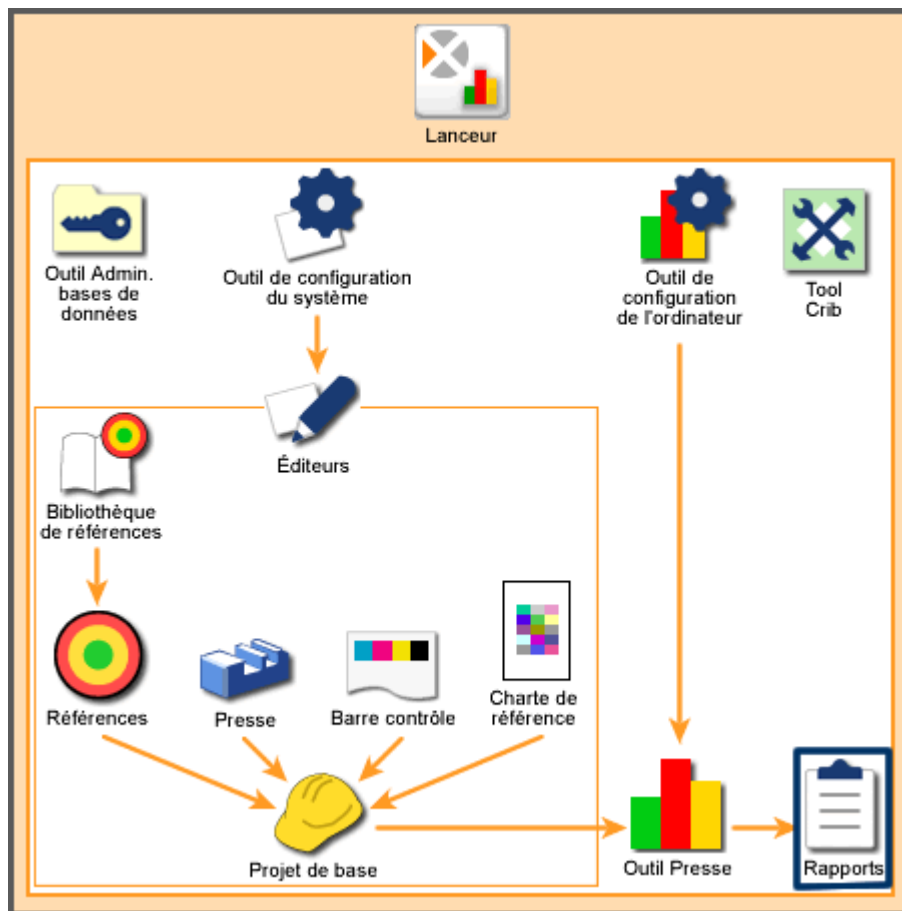 Lanceur
Outil Admin.
bases de
données
Outil de configuration
du système
Outil de
configuration
de l'ordinateur
Tool
Crib
Éditeurs
Bibliothèque
de références
Références
Presse
Barre contrôle
Charte de
référence
Projet de base
Outil Presse
Rapports